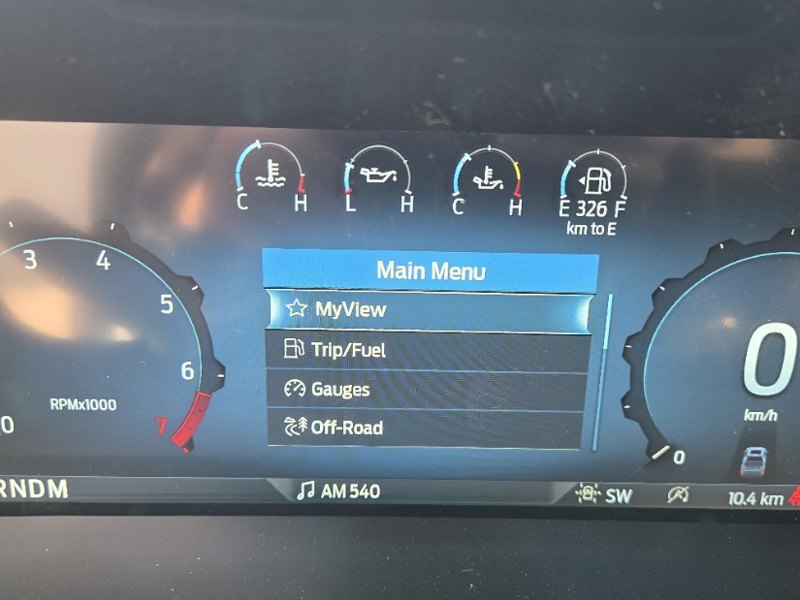 C H
L H
C H
E 326 F
km to E
3
4
5
6
7
RPMx1000
Main Menu
MyView
Trip/Fuel
Gauges
Off-Road
0
km/h
0
RNDM
AM 540
SW
10.4 km